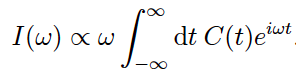 I(ω) ∝ ω ∫_{-∞}^{∞} dt C(t)e^{iωt}.